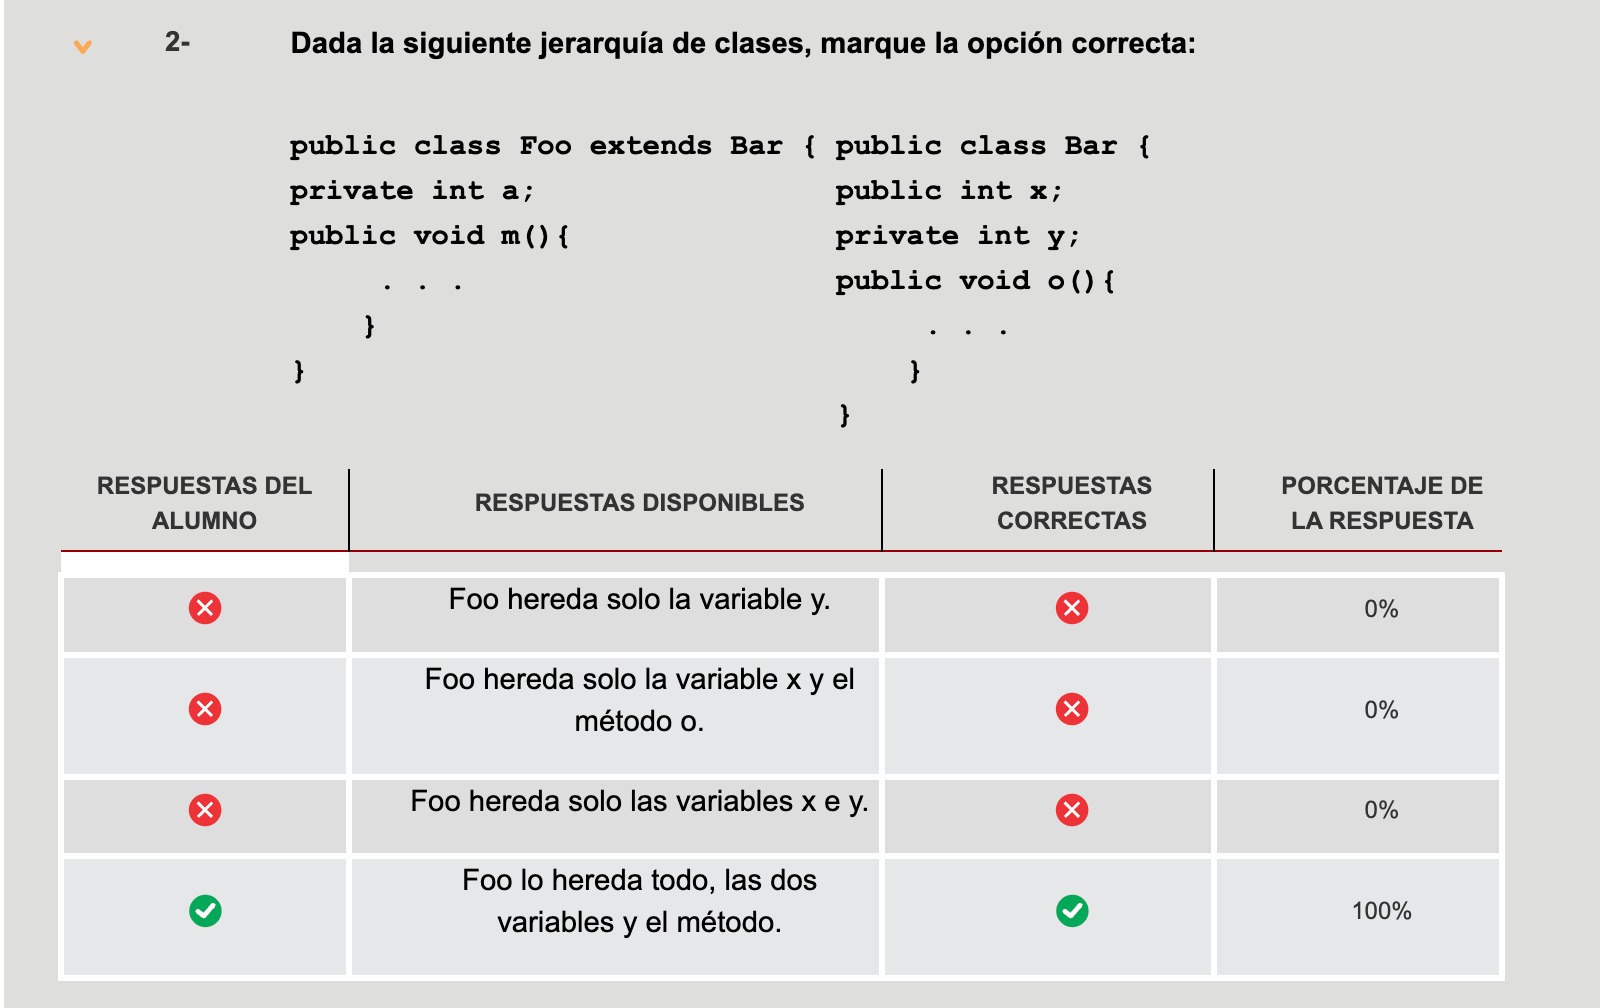 2- Dada la siguiente jerarquía de clases, marque la opción correcta:
public class Foo extends Bar { public class Bar {
private int a; public int x;
public void m(){ private int y;
. . . public void o(){
} . . .
} }
}
RESPUESTAS DEL ALUMNO RESPUESTAS DISPONIBLES RESPUESTAS CORRECTAS PORCENTAJE DE LA RESPUESTA
Foo hereda solo la variable y. 0%
Foo hereda solo la variable x y el
método o. 0%
Foo hereda solo las variables x e y. 0%
Foo lo hereda todo, las dos
variables y el método. 100%